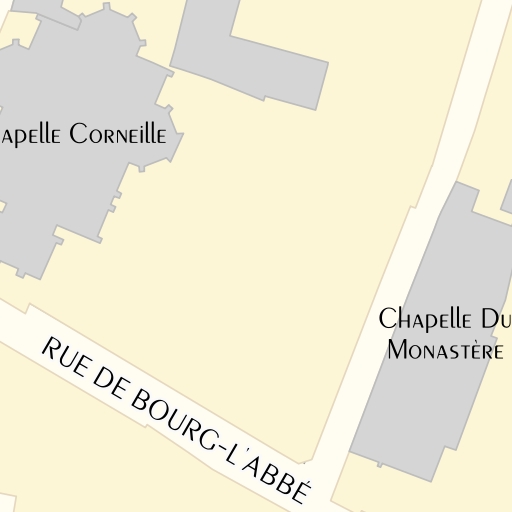 apelle Corneille
Chapelle Du
Monastère
RUE DE BOURG-L'ABBÉ